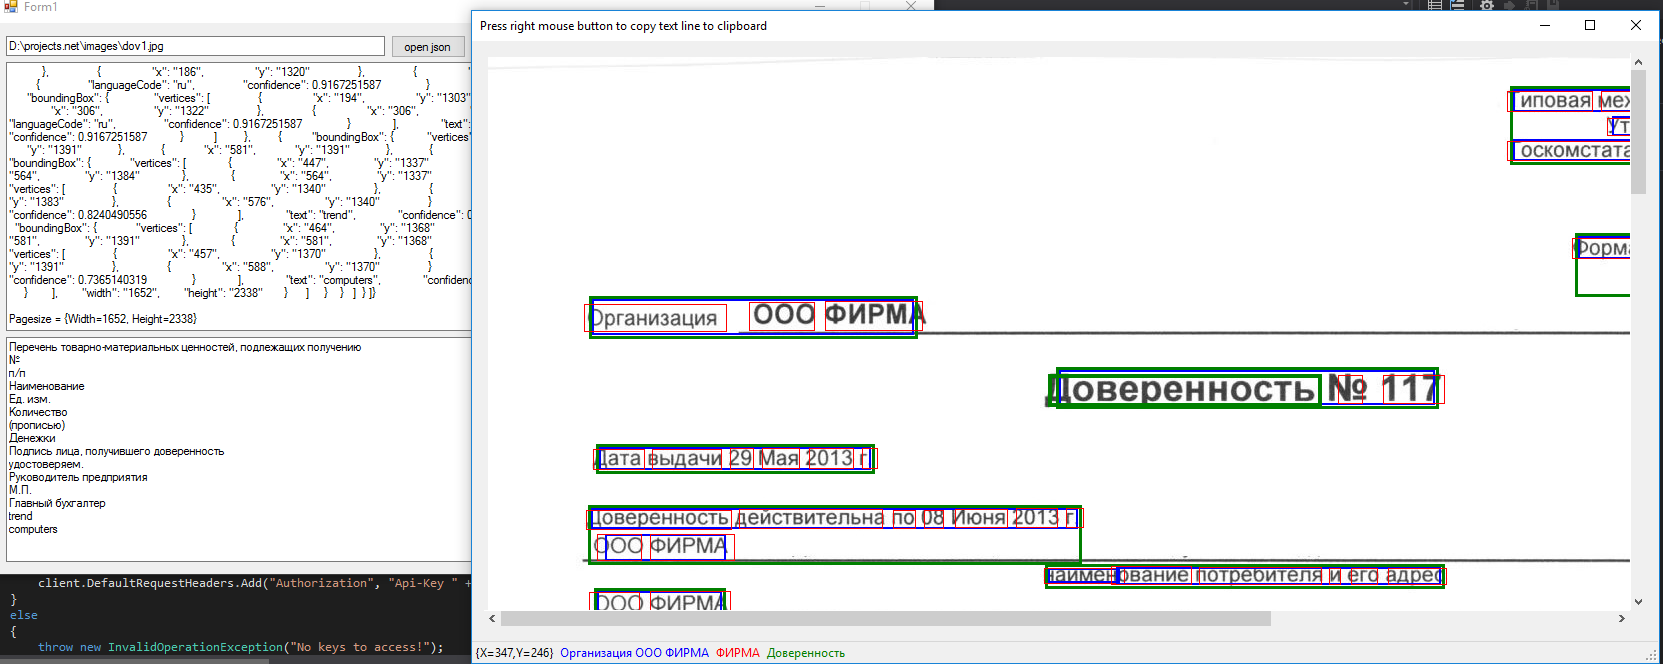 Form1
D:\projects.net\images\dov1.jpg
open json
}, { "x": "186", "y": "1320" }, {
{ "languageCode": "ru", "confidence": 0.9167251587 }
"boundingBox": { "vertices": [ { "x": "194", "y": "1303"
"x": "306", "y": "1322" }, { "x": "306",
"languageCode": "ru", "confidence": 0.9167251587 } ], "text":
"confidence": 0.9167251587 } ] }, { "boundingBox": { "vertices"
"y": "1391" }, { "x": "581", "y": "1391" }, {
"boundingBox": { "vertices": [ { "x": "447", "y": "1337"
"564", "y": "1384" }, { "x": "564", "y": "1337"
"vertices": [ { "x": "435", "y": "1340" }, {
"y": "1383" }, { "x": "576", "y": "1340" }
"confidence": 0.8240490556 } ], "text": "trend", "confidence": 0
"boundingBox": { "vertices": [ { "x": "464", "y": "1368"
"581", "y": "1391" }, { "x": "581", "y": "1368"
"vertices": [ { "x": "457", "y": "1370" }, {
"y": "1391" }, { "x": "588", "y": "1370" }
"confidence": 0.7365140319 } ], "text": "computers", "confidenc
} ], "width": "1652", "height": "2338" } ] } } ] } ]}
Pagesize = {Width=1652, Height=2338}
Перечень товарно-материальных ценностей, подлежащих получению
№
п/п
Наименование
Ед. изм.
Количество
(прописью)
Денежки
Подпись лица, получившего доверенность
удостоверяем.
Руководитель предприятия
М.П.
Главный бухгалтер
trend
computers
client.DefaultRequestHeaders.Add("Authorization", "Api-Key " +
}
else
{
throw new InvalidOperationException("No keys to access!");
Press right mouse button to copy text line to clipboard
иповая меж
Ут
оскомстата
Форма
Организация ООО ФИРМА
Доверенность № 117
Дата выдачи 29 Мая 2013 г.
Доверенность действительна по 08 Июня 2013 г.
ООО ФИРМА
наименование потребителя и его адрес
ООО ФИРМА
{X=347,Y=246} Организация ООО ФИРМА ФИРМА Доверенность